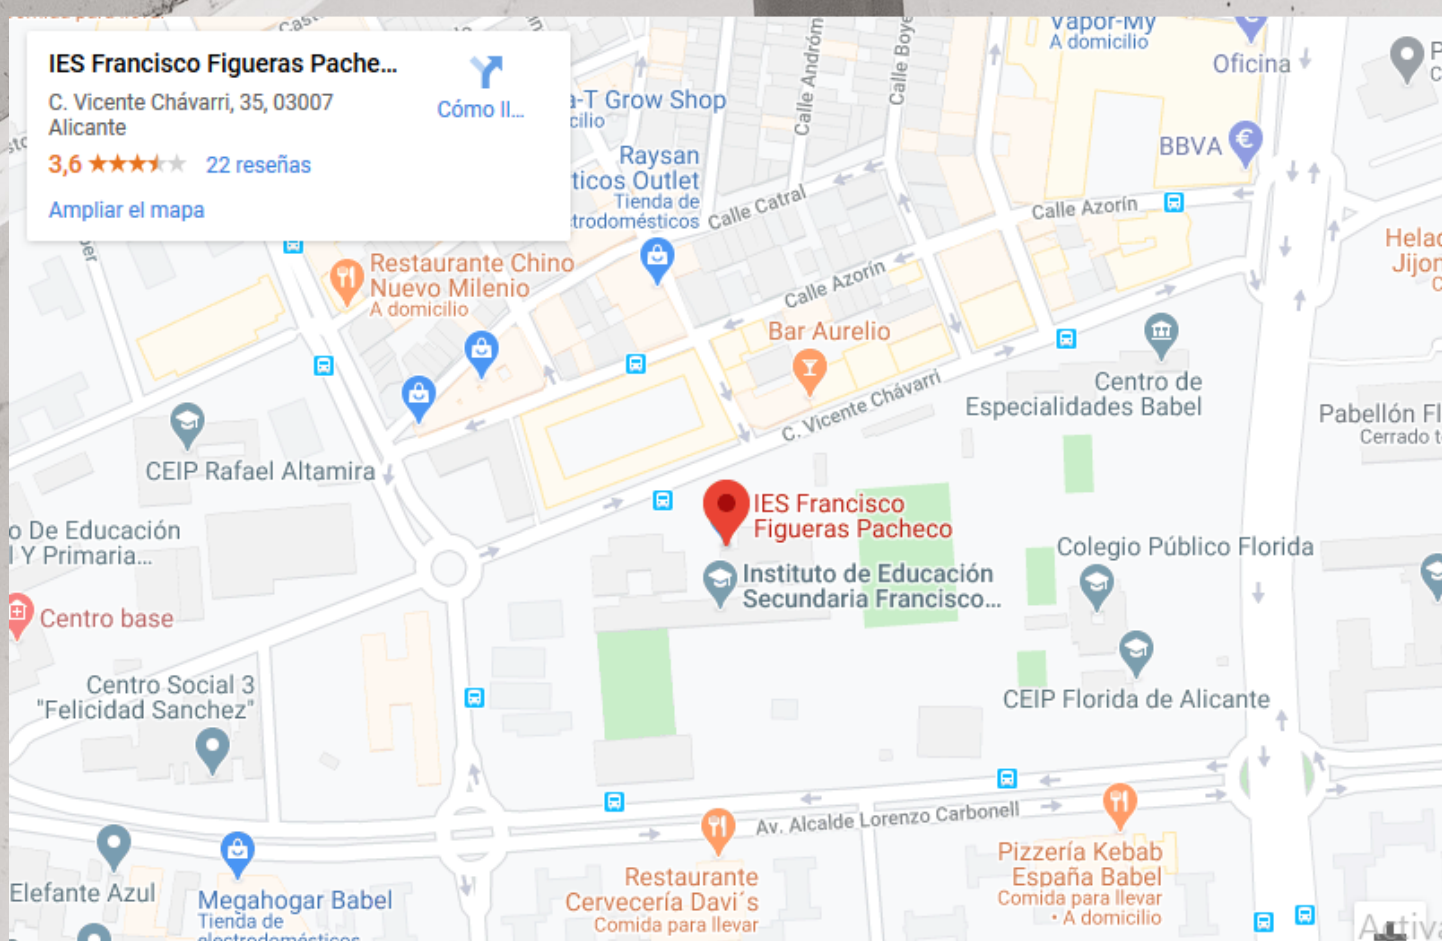 IES Francisco Figueras Pache...
C. Vicente Chávarri, 35, 03007
Alicante
3,6
22 reseñas
Ampliar el mapa
Cómo ll...
Calle Andróm
Calle Boye
Vapor-My
A domicilio
Oficina
BBVA
a-T Grow Shop
cilio
Raysan
ticos Outlet
Tienda de
trodomésticos
Calle Catral
Calle Azorín
Calle Azorín
Helad
Jijon
Restaurante Chino
Nuevo Milenio
A domicilio
Bar Aurelio
C. Vicente Chávarri
Centro de
Especialidades Babel
Pabellón Fl
Cerrado t
CEIP Rafael Altamira
o De Educación
l Y Primaria...
IES Francisco
Figueras Pacheco
Instituto de Educación
Secundaria Francisco...
Colegio Público Florida
Centro base
Centro Social 3
"Felicidad Sanchez"
CEIP Florida de Alicante
Av. Alcalde Lorenzo Carbonell
Elefante Azul
Megahogar Babel
Tienda de
electrodomésticos
Restaurante
Cervecería Davi´s
Comida para llevar
Pizzería Kebab
España Babel
Comida para llevar
• A domicilio
Activa